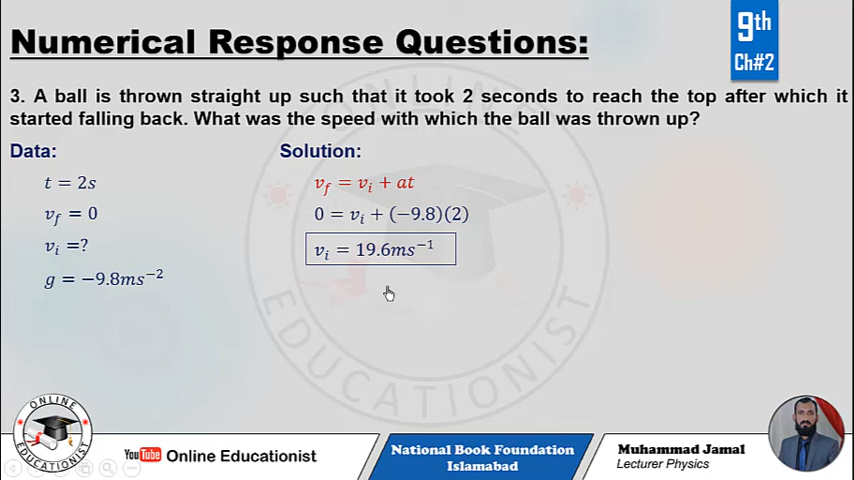 Numerical Response Questions:
9th
Ch#2
3. A ball is thrown straight up such that it took 2 seconds to reach the top after which it
started falling back. What was the speed with which the ball was thrown up?
Data:
t = 2s
v_f = 0
v_i =?
g = −9.8ms⁻²
Solution:
v_f = v_i + at
0 = v_i + (−9.8)(2)
v_i = 19.6ms⁻¹
ONLINE
EDUCATIONIST
ONLINE
EDUCATIONIST
YouTube Online Educationist
National Book Foundation
Islamabad
Muhammad Jamal
Lecturer Physics